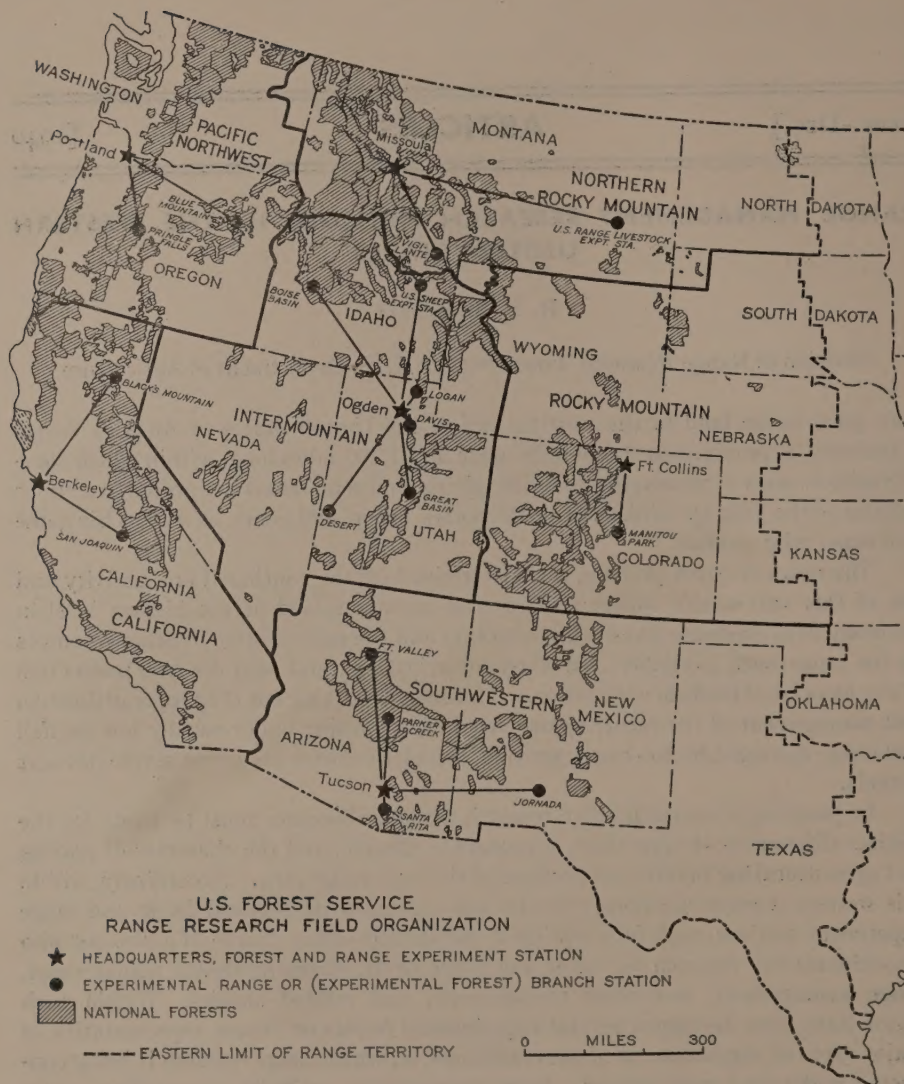 WASHINGTON
PACIFIC
NORTHWEST
Portland
BLUE
MOUNTAIN
PRINGLE
FALLS
OREGON
Missoula
MONTANA
NORTHERN
ROCKY MOUNTAIN
U.S. RANGE LIVESTOCK
EXPT. STA.
VIGI-
LANTE
NORTH DAKOTA
SOUTH DAKOTA
BOISE
BASIN
IDAHO
U.S. SHEEP
EXPT. STA.
WYOMING
ROCKY MOUNTAIN
NEBRASKA
BLACK'S MOUNTAIN
INTERMOUNTAIN
NEVADA
Ogden
LOGAN
DAVIS
GREAT
BASIN
DESERT
UTAH
Ft. Collins
MANITOU
PARK
COLORADO
KANSAS
Berkeley
SAN JOAQUIN
CALIFORNIA
CALIFORNIA
FT. VALLEY
SOUTHWESTERN
NEW
MEXICO
PARKER
CREEK
ARIZONA
Tucson
SANTA
RITA
JORNADA
OKLAHOMA
TEXAS
U.S. FOREST SERVICE
RANGE RESEARCH FIELD ORGANIZATION
HEADQUARTERS, FOREST AND RANGE EXPERIMENT STATION
EXPERIMENTAL RANGE OR (EXPERIMENTAL FOREST) BRANCH STATION
NATIONAL FORESTS
EASTERN LIMIT OF RANGE TERRITORY
0 MILES 300